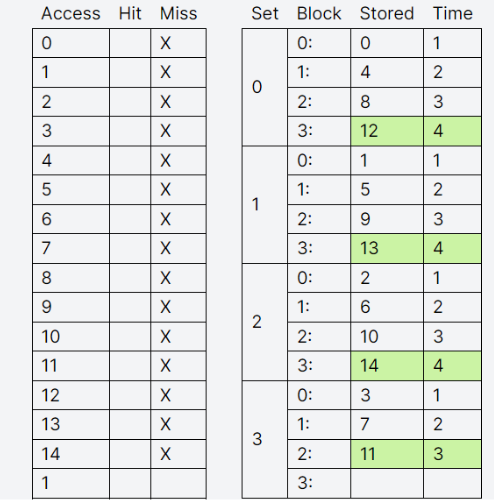 Access Hit Miss Set Block Stored Time
0 X 0 0: 0 1
1 X 1: 4 2
2 X 2: 8 3
3 X 3: 12 4
4 X 1 0: 1 1
5 X 1: 5 2
6 X 2: 9 3
7 X 3: 13 4
8 X 2 0: 2 1
9 X 1: 6 2
10 X 2: 10 3
11 X 3: 14 4
12 X 3 0: 3 1
13 X 1: 7 2
14 X 2: 11 3
1 3: